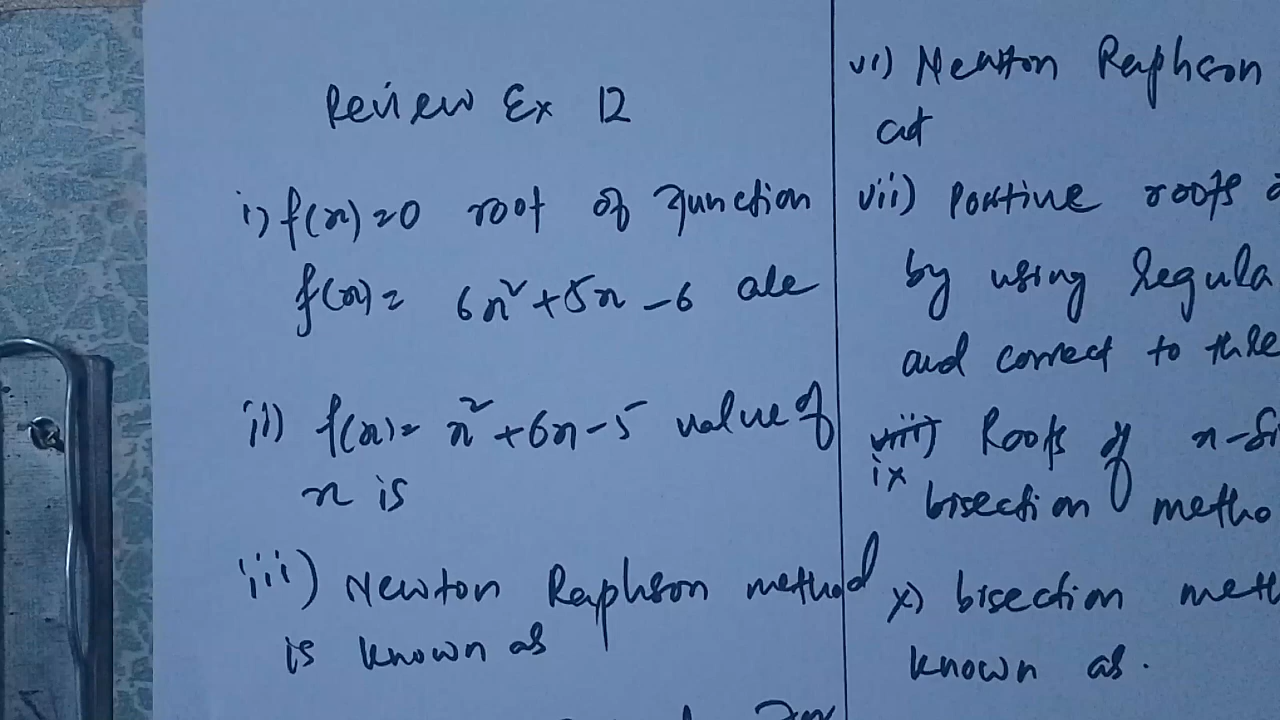 Review Ex 12
i) f(x)=0 root of function
f(x)= 6x²+5x-6 are
ii) f(x)= x²+6x-5 value of
x is
iii) Newton Raphson method
is known as
vi) Newton Raphson
at
vii) Positive roots
by using Regula
and correct to thre
viii) Roots of x-Si
ix
bisection metho
x) bisection meth
known as.